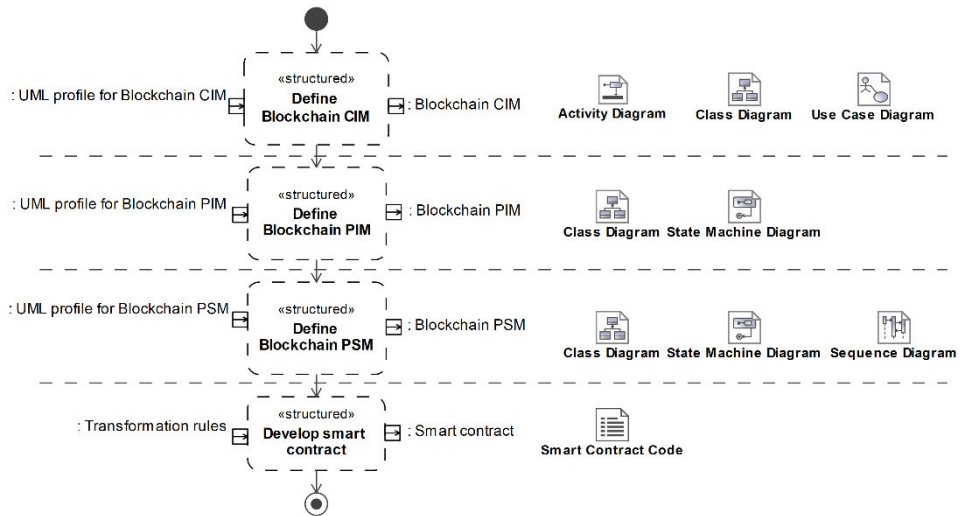 «structured»
: UML profile for Blockchain CIM
Define
Blockchain CIM
: Blockchain CIM
Activity Diagram
Class Diagram
Use Case Diagram
«structured»
: UML profile for Blockchain PIM
Define
Blockchain PIM
: Blockchain PIM
Class Diagram
State Machine Diagram
«structured»
: UML profile for Blockchain PSM
Define
Blockchain PSM
: Blockchain PSM
Class Diagram
State Machine Diagram
Sequence Diagram
«structured»
: Transformation rules
Develop smart
contract
: Smart contract
Smart Contract Code